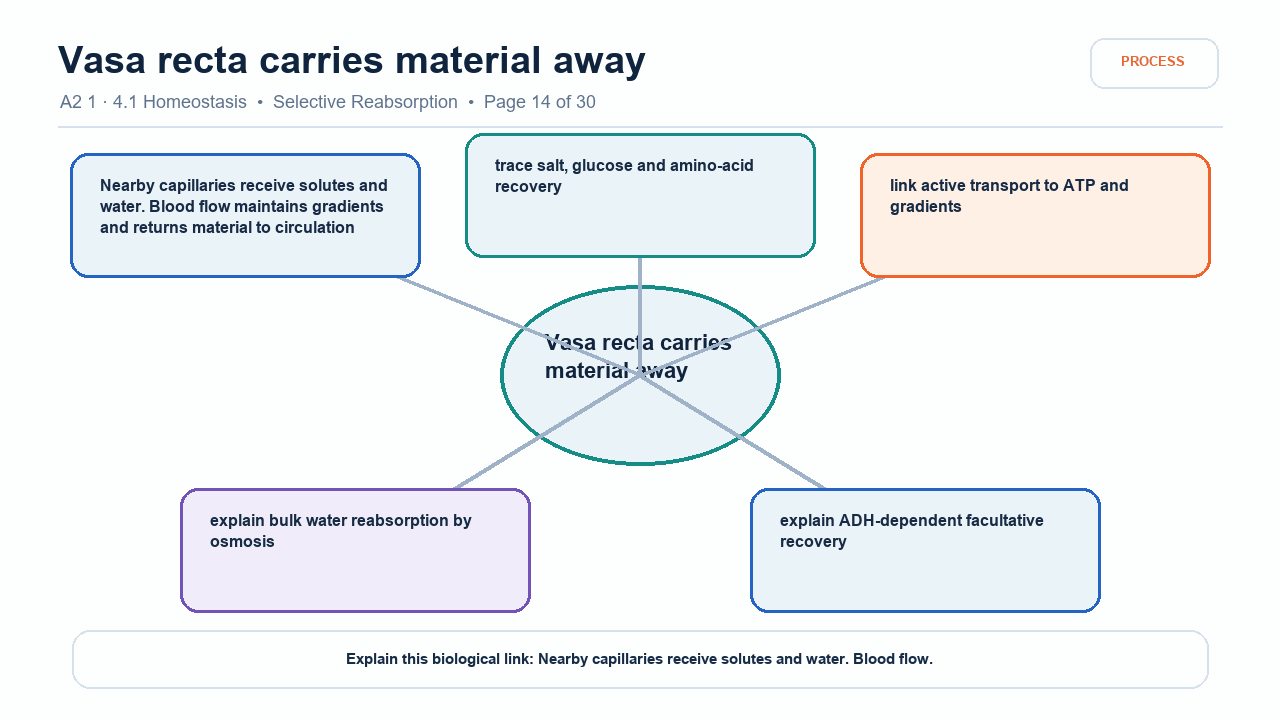 Vasa recta carries material away
PROCESS
A2 1 · 4.1 Homeostasis • Selective Reabsorption • Page 14 of 30
Nearby capillaries receive solutes and
water. Blood flow maintains gradients
and returns material to circulation
trace salt, glucose and amino-acid
recovery
link active transport to ATP and
gradients
Vasa recta carries
material away
explain bulk water reabsorption by
osmosis
explain ADH-dependent facultative
recovery
Explain this biological link: Nearby capillaries receive solutes and water. Blood flow.